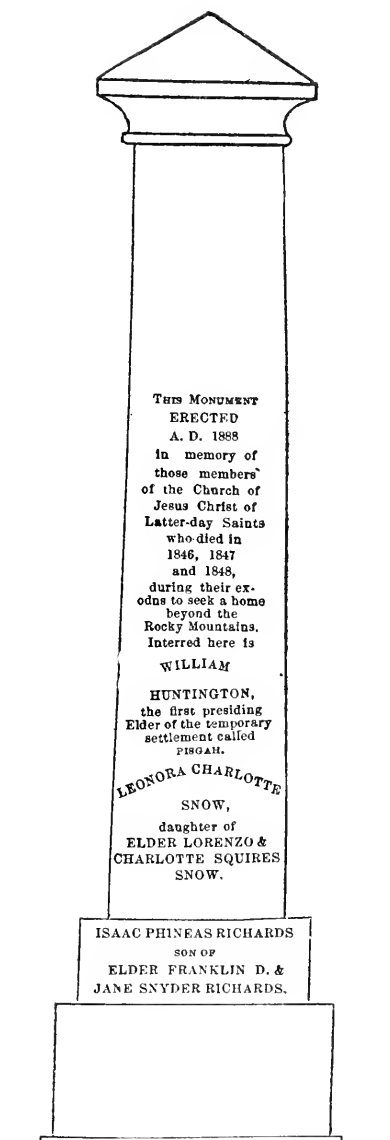 THIS MONUMENT
ERECTED
A. D. 1888
in memory of
those members
of the Church of
Jesus Christ of
Latter-day Saints
who died in
1846, 1847
and 1848,
during their ex-
odus to seek a home
beyond the
Rocky Mountains.
Interred here is
WILLIAM
HUNTINGTON,
the first presiding
Elder of the temporary
settlement called
PISGAH.
LEONORA CHARLOTTE
SNOW,
daughter of
ELDER LORENZO &
CHARLOTTE SQUIRES
SNOW.
ISAAC PHINEAS RICHARDS
SON OF
ELDER FRANKLIN D. &
JANE SNYDER RICHARDS.